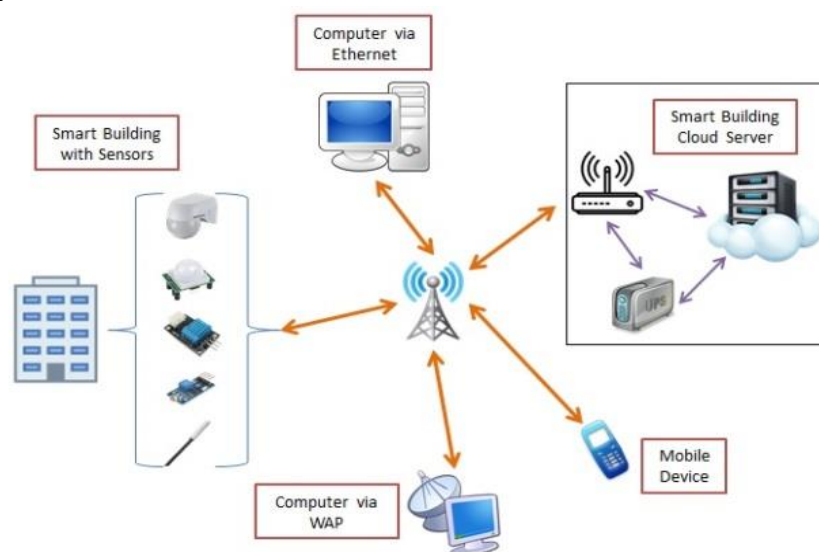 Computer via
Ethernet
Smart Building
with Sensors
Smart Building
Cloud Server
UPS
Mobile
Device
Computer via
WAP